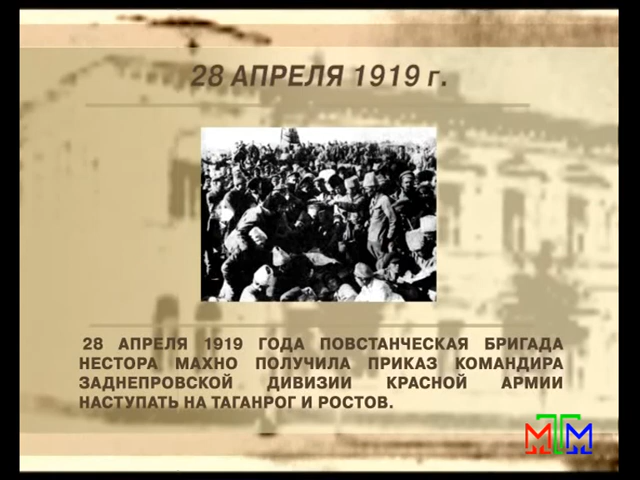 28 АПРЕЛЯ 1919 г.
28 АПРЕЛЯ 1919 ГОДА ПОВСТАНЧЕСКАЯ БРИГАДА
НЕСТОРА МАХНО ПОЛУЧИЛА ПРИКАЗ КОМАНДИРА
ЗАДНЕПРОВСКОЙ ДИВИЗИИ КРАСНОЙ АРМИИ
НАСТУПАТЬ НА ТАГАНРОГ И РОСТОВ.
МТМ